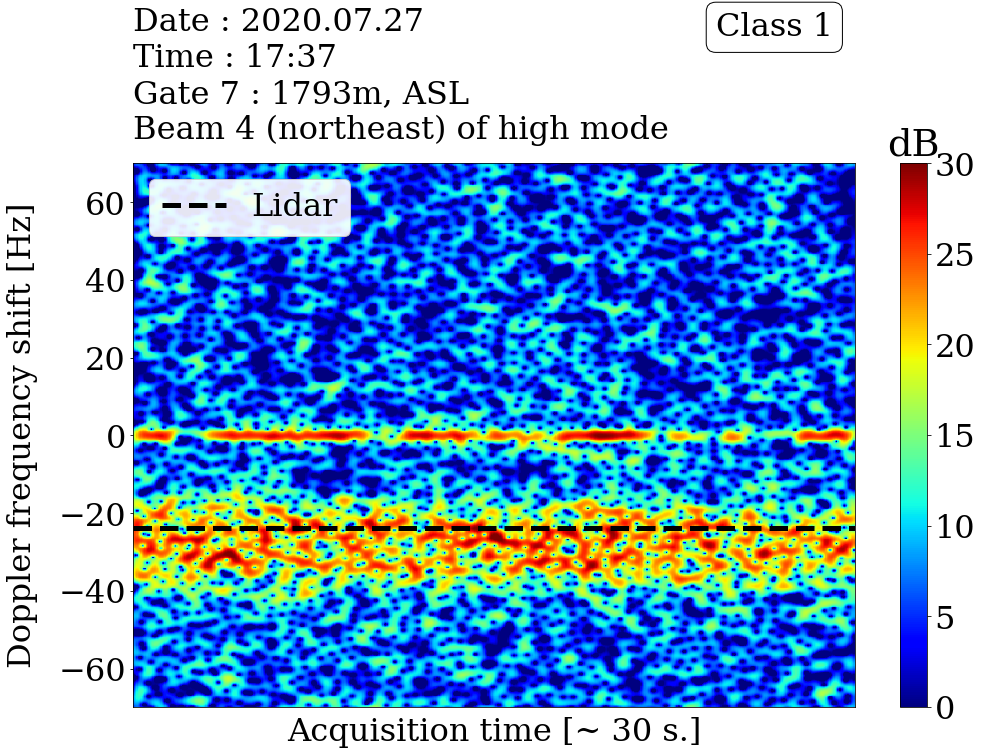 Date : 2020.07.27
Time : 17:37
Gate 7 : 1793m, ASL
Beam 4 (northeast) of high mode
Class 1
dB
Lidar
Doppler frequency shift [Hz]
60
40
20
0
−20
−40
−60
Acquisition time [~ 30 s.]
30
25
20
15
10
5
0